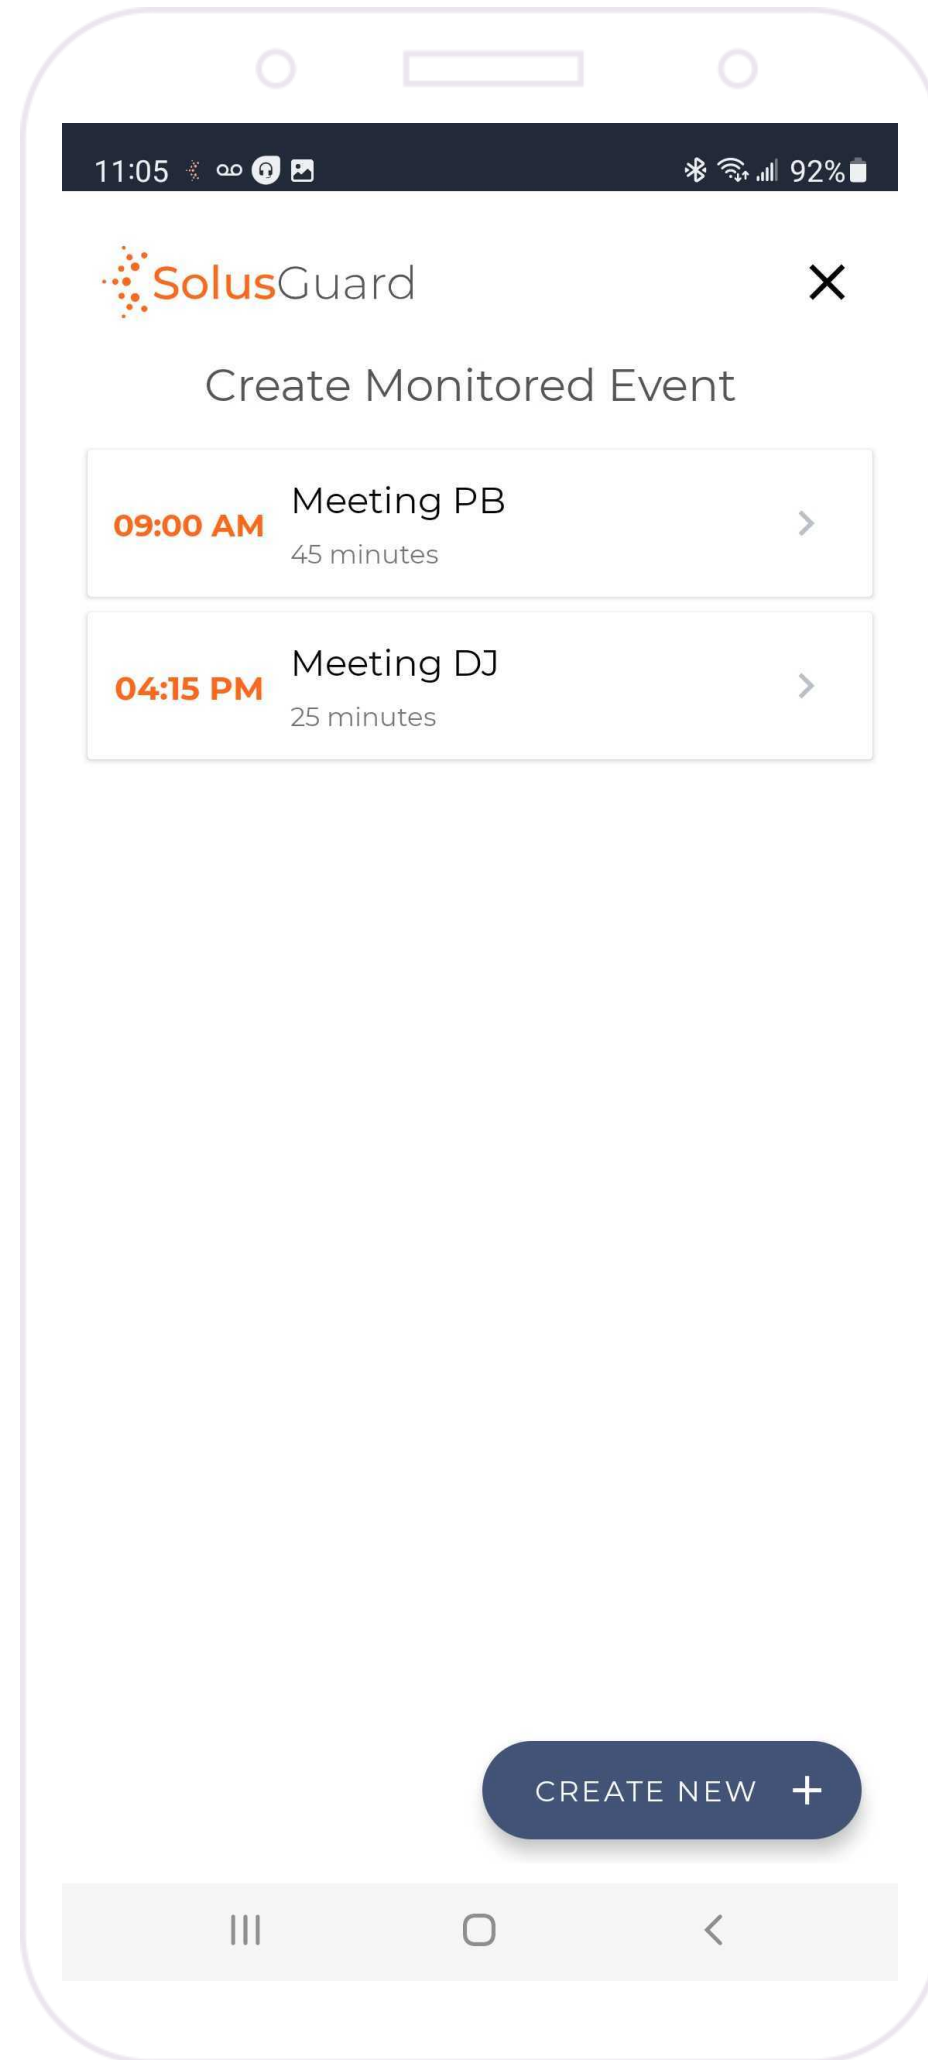 11:05 92%
SolusGuard
Create Monitored Event
09:00 AM
Meeting PB
45 minutes
04:15 PM
Meeting DJ
25 minutes
CREATE NEW +